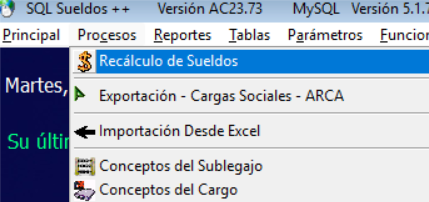 SQL Sueldos ++ Versión AC23.73 MySQL Versión 5.1.7
Principal Procesos Reportes Tablas Parámetros Funcion
Recálculo de Sueldos
Martes,
Exportación - Cargas Sociales - ARCA
Importación Desde Excel
Su últi
Conceptos del Sublegajo
Conceptos del Cargo